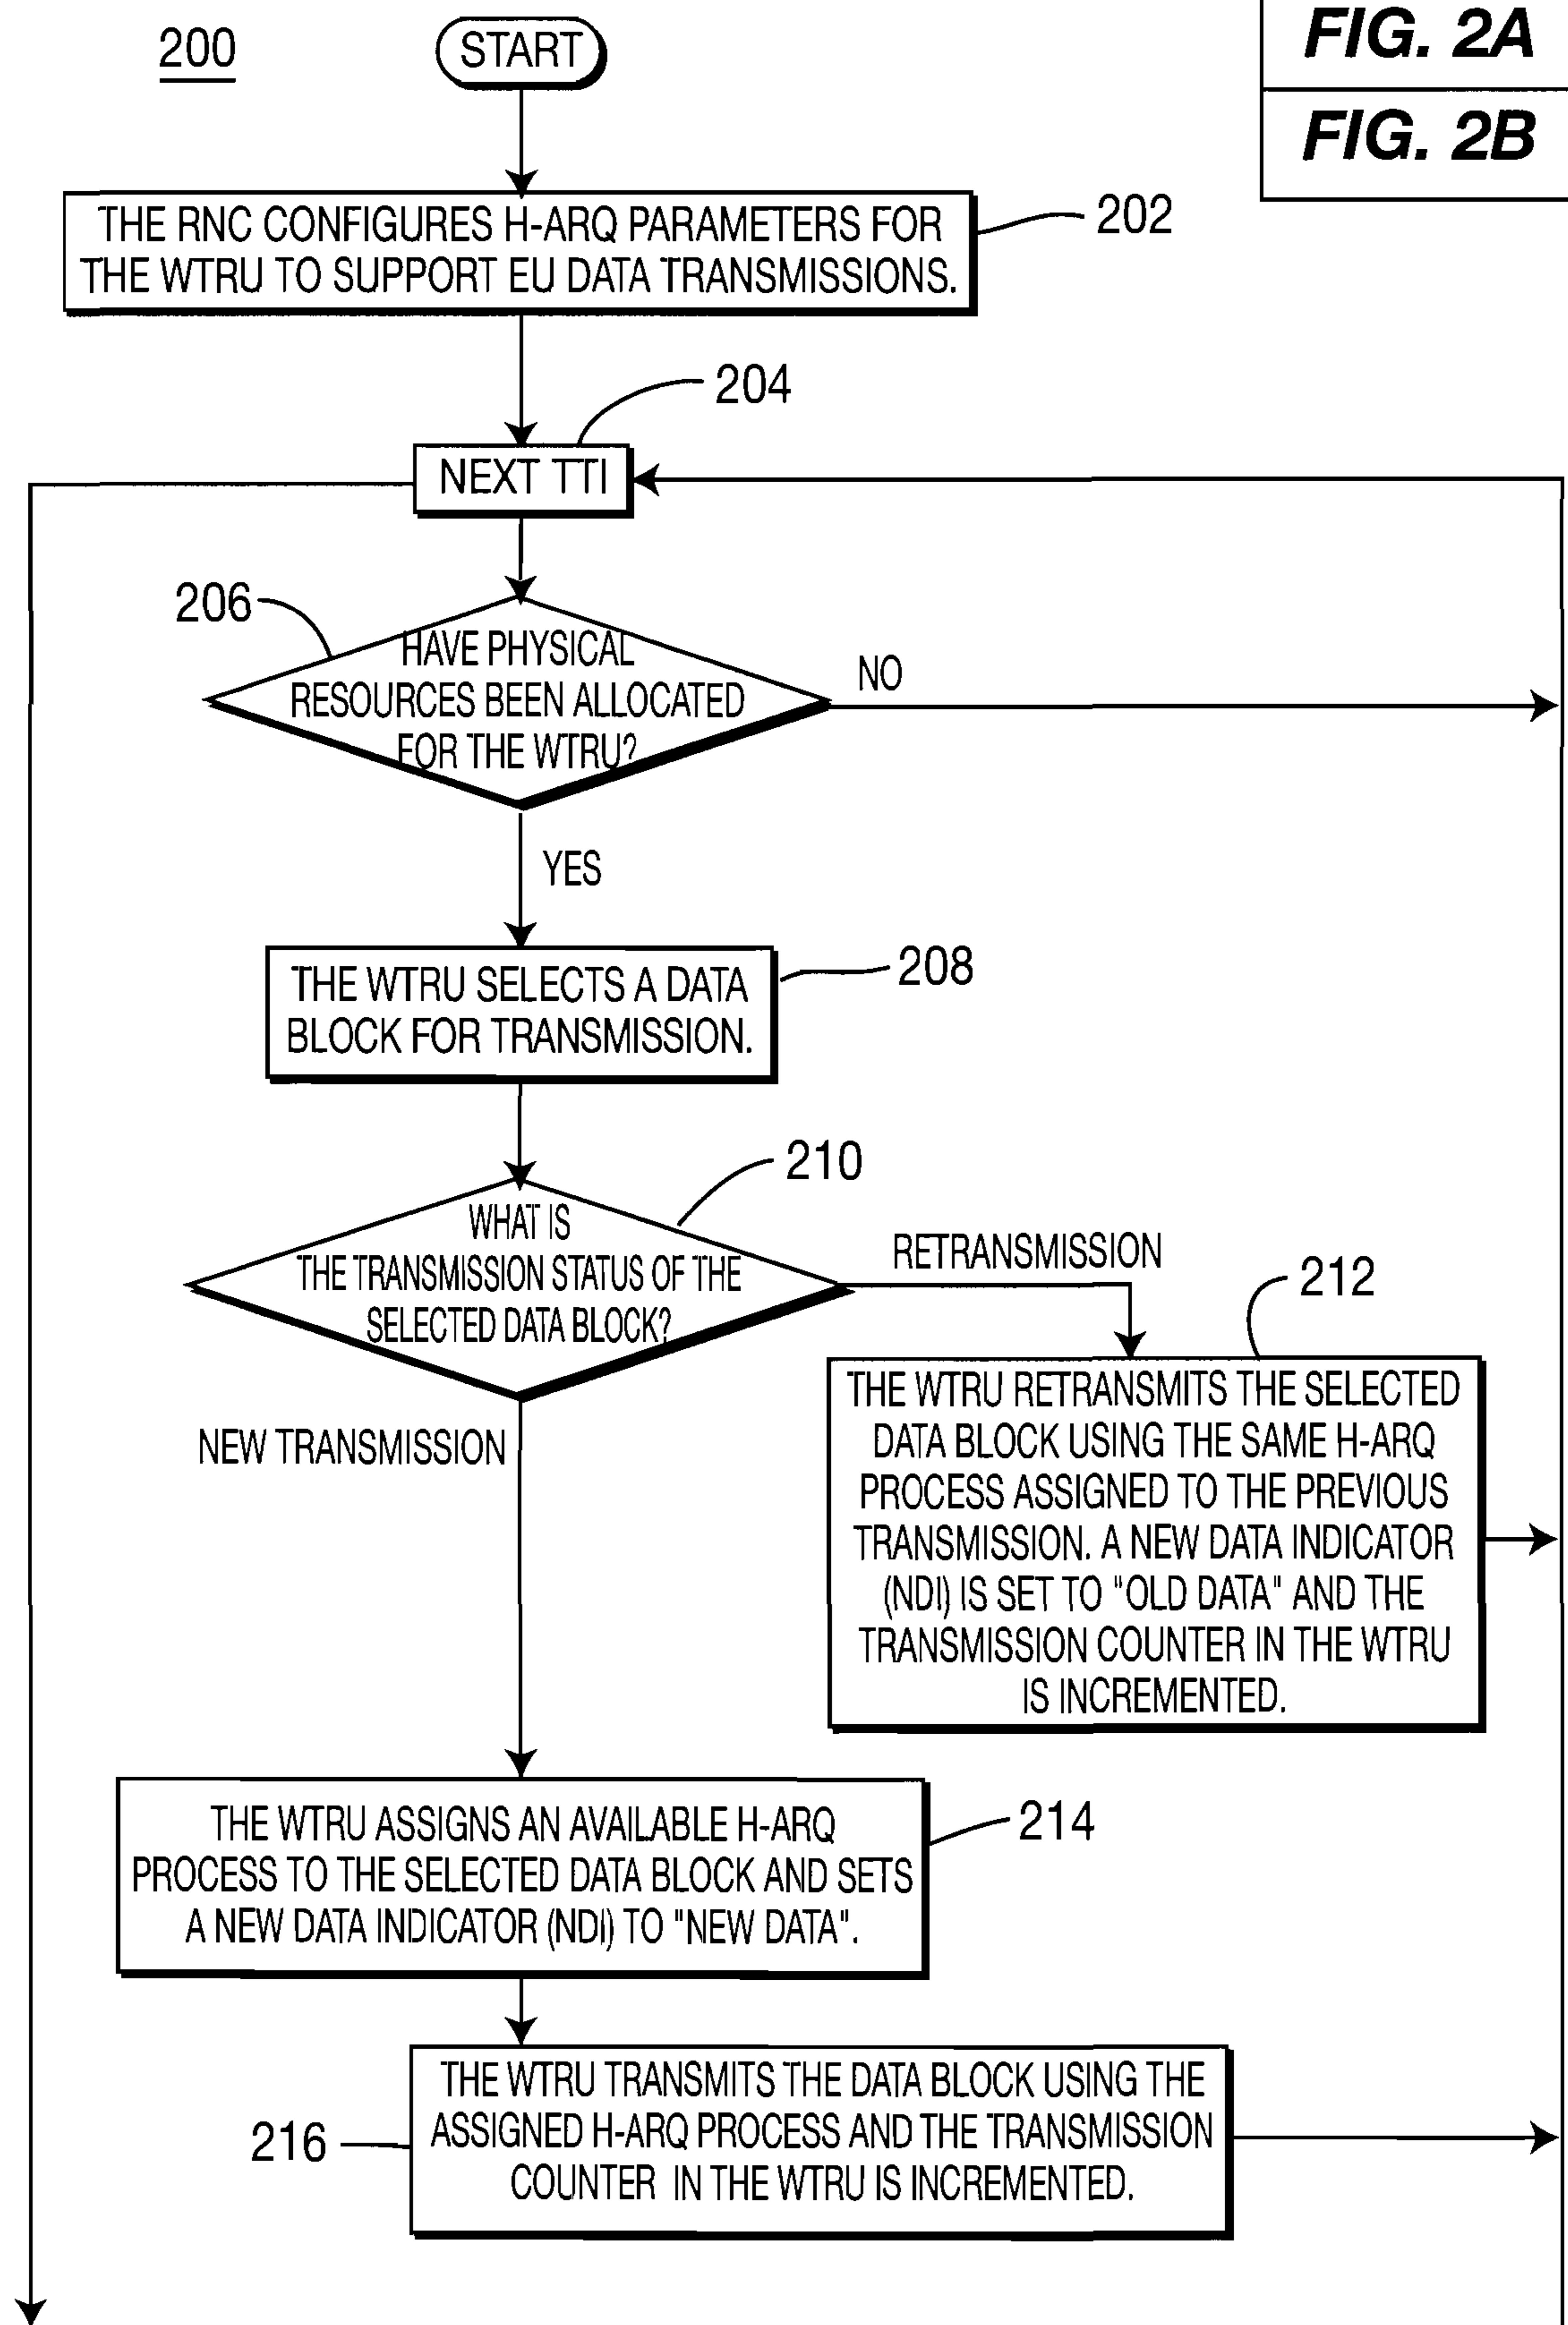 200
START
FIG. 2A
FIG. 2B
THE RNC CONFIGURES H-ARQ PARAMETERS FOR
THE WTRU TO SUPPORT EU DATA TRANSMISSIONS.
202
204
NEXT TTI
206
HAVE PHYSICAL
RESOURCES BEEN ALLOCATED
FOR THE WTRU?
NO
YES
THE WTRU SELECTS A DATA
BLOCK FOR TRANSMISSION.
208
210
WHAT IS
THE TRANSMISSION STATUS OF THE
SELECTED DATA BLOCK?
RETRANSMISSION
212
THE WTRU RETRANSMITS THE SELECTED
DATA BLOCK USING THE SAME H-ARQ
PROCESS ASSIGNED TO THE PREVIOUS
TRANSMISSION. A NEW DATA INDICATOR
(NDI) IS SET TO "OLD DATA" AND THE
TRANSMISSION COUNTER IN THE WTRU
IS INCREMENTED.
NEW TRANSMISSION
THE WTRU ASSIGNS AN AVAILABLE H-ARQ
PROCESS TO THE SELECTED DATA BLOCK AND SETS
A NEW DATA INDICATOR (NDI) TO "NEW DATA".
214
THE WTRU TRANSMITS THE DATA BLOCK USING THE
ASSIGNED H-ARQ PROCESS AND THE TRANSMISSION
COUNTER IN THE WTRU IS INCREMENTED.
216